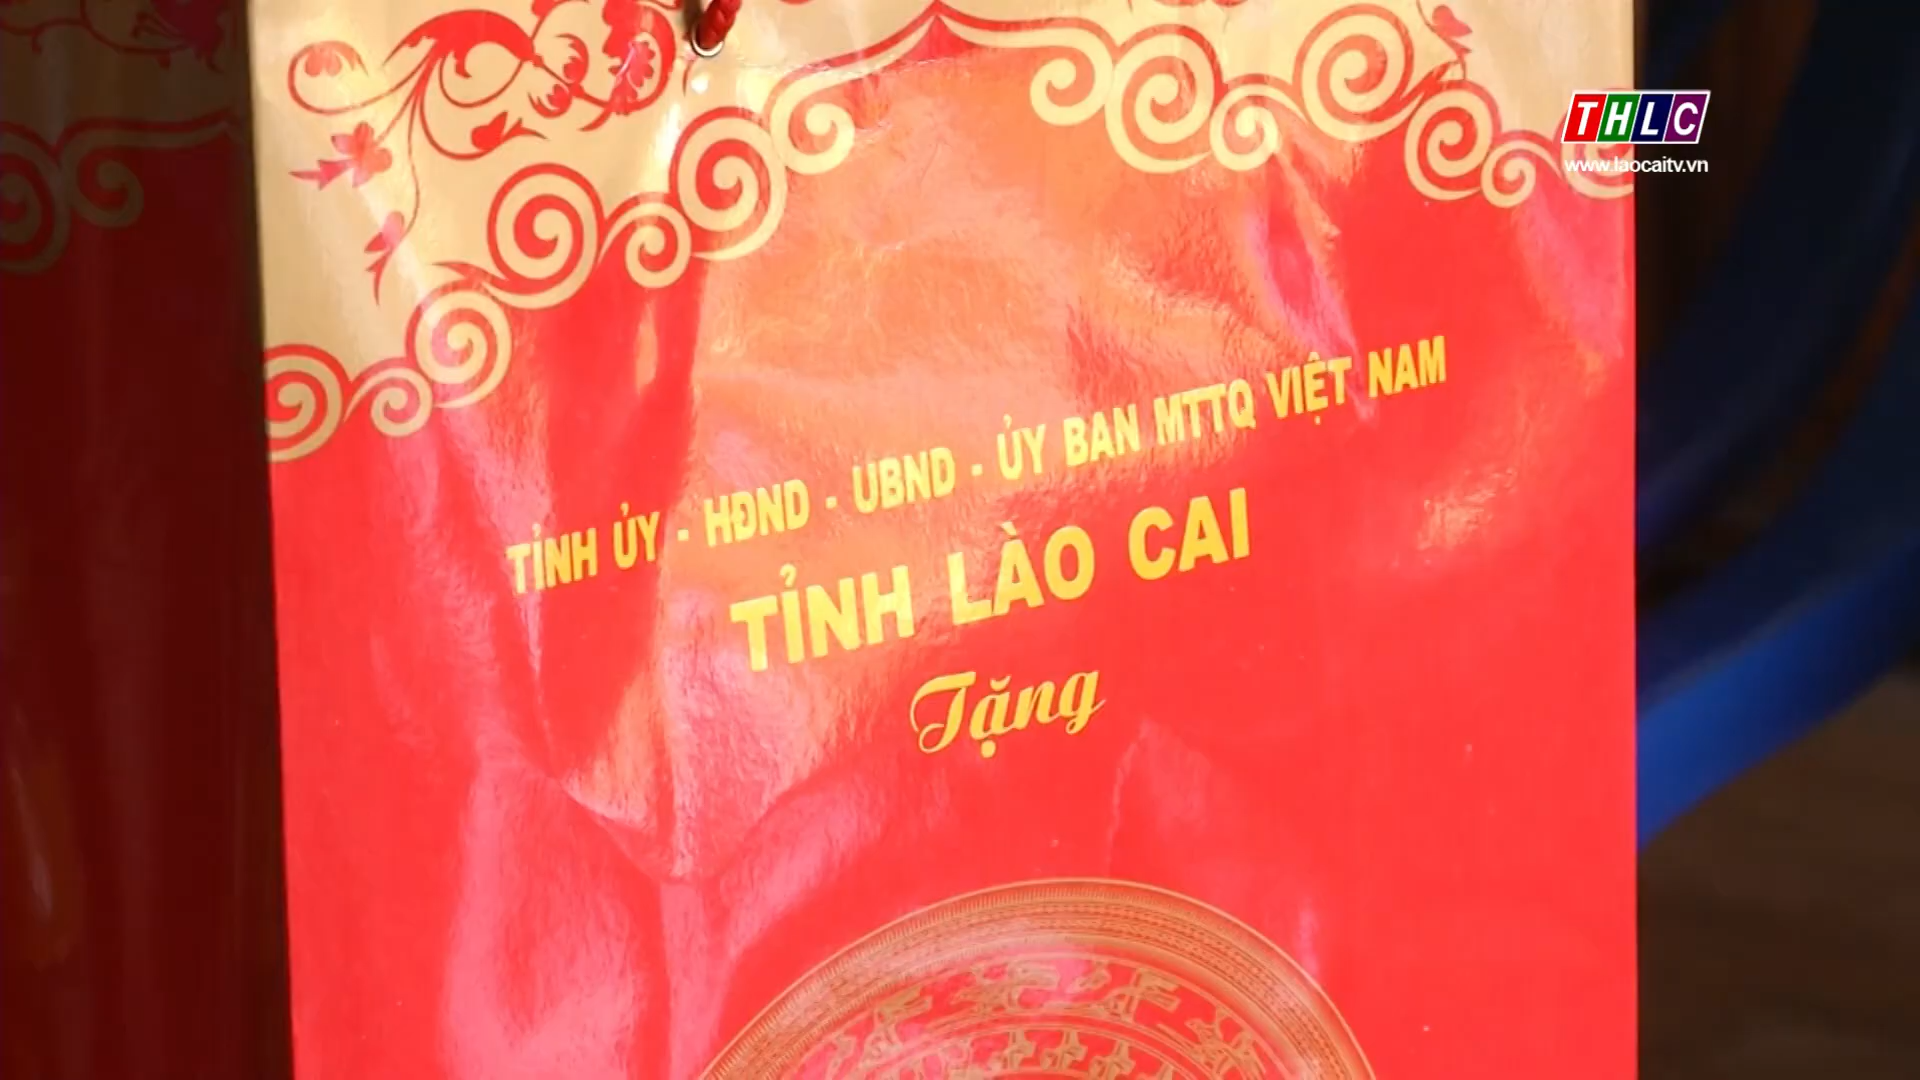 THLC
www.laocaitv.vn
TỈNH ỦY - HĐND - UBND - ỦY BAN MTTQ VIỆT NAM
TỈNH LÀO CAI
Tặng